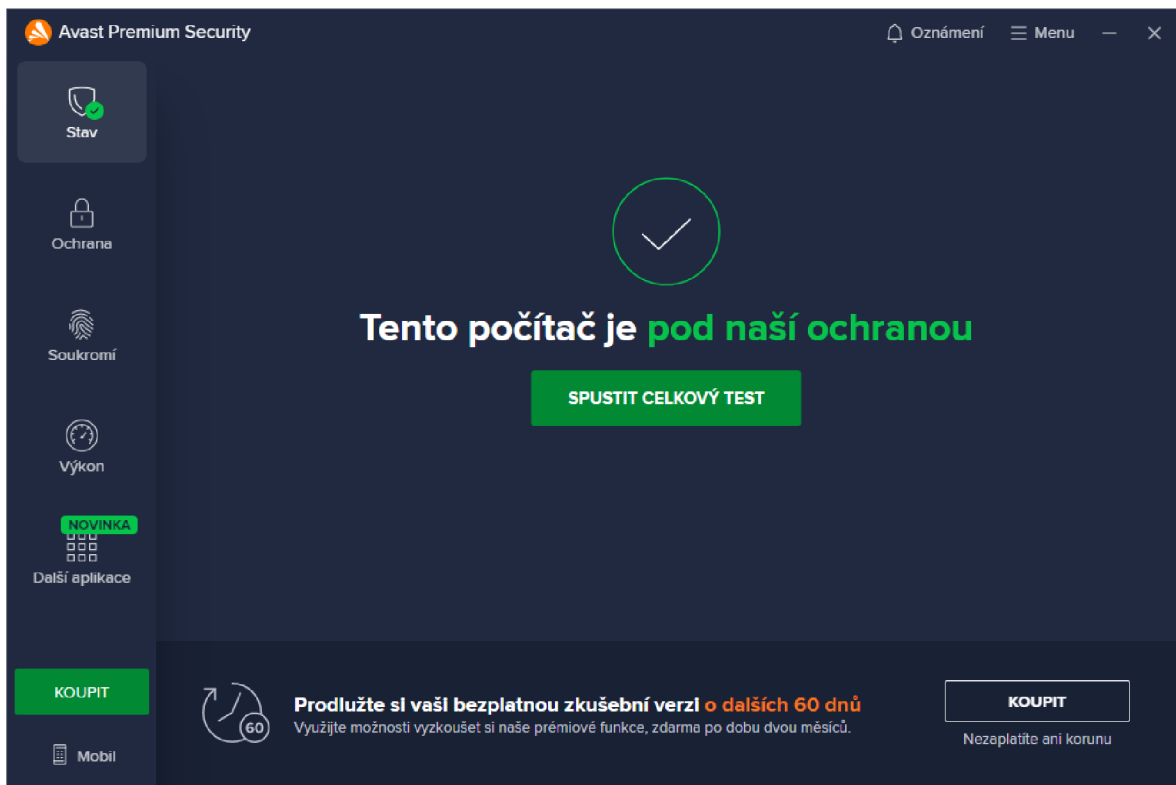 Avast Premium Security
Oznámení
Menu
Stav
Ochrana
Soukromí
Výkon
NOVINKA
Další aplikace
Tento počítač je pod naší ochranou
SPUSTIT CELKOVÝ TEST
KOUPIT
Mobil
60
Prodlužte si vaši bezplatnou zkušební verzi o dalších 60 dnů
Využijte možnosti vyzkoušet si naše prémiové funkce, zdarma po dobu dvou měsíců.
KOUPIT
Nezaplatíte ani korunu